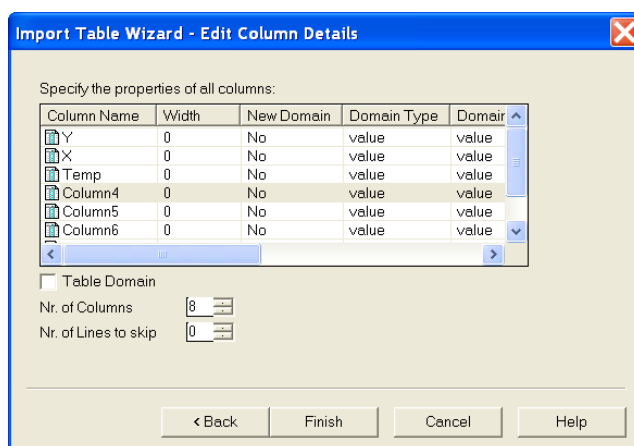 Import Table Wizard - Edit Column Details
Specify the properties of all columns:
Column Name Width New Domain Domain Type Domain
Y 0 No value value
X 0 No value value
Temp 0 No value value
Column4 0 No value value
Column5 0 No value value
Column6 0 No value value
Table Domain
Nr. of Columns 8
Nr. of Lines to skip 0
< Back Finish Cancel Help